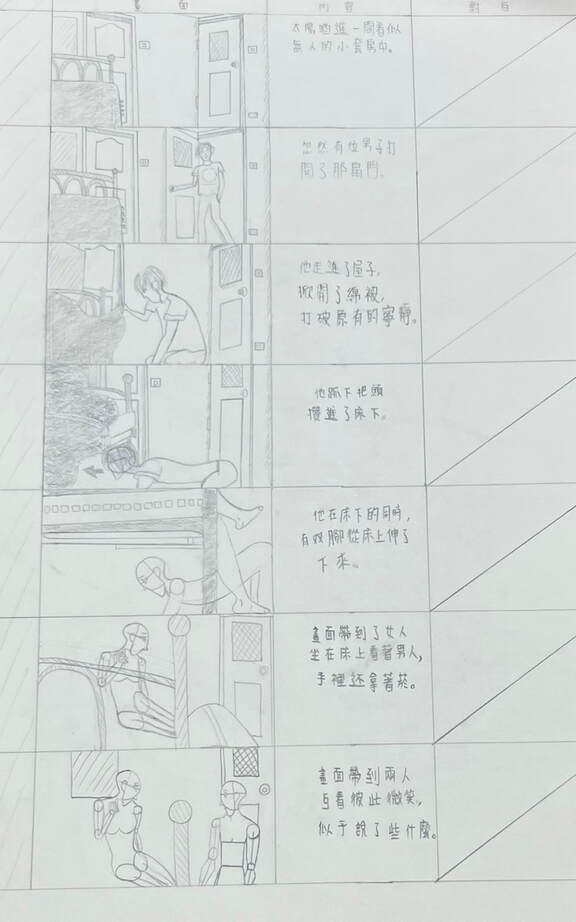 畫面
內容
對白
太陽照進一間看似
無人的小套房中。
忽然有位男子打
開了那扇門。
他走進了屋子,
掀開了綿被,
打破原有的寧靜。
他趴下把頭
鑽進了床下。
他在床下的同時,
有雙腳從床上伸了
下來。
畫面帶到了女人
坐在床上看著男人,
手裡還拿著菸。
畫面帶到兩人
互看彼此微笑,
似乎說了些什麼。